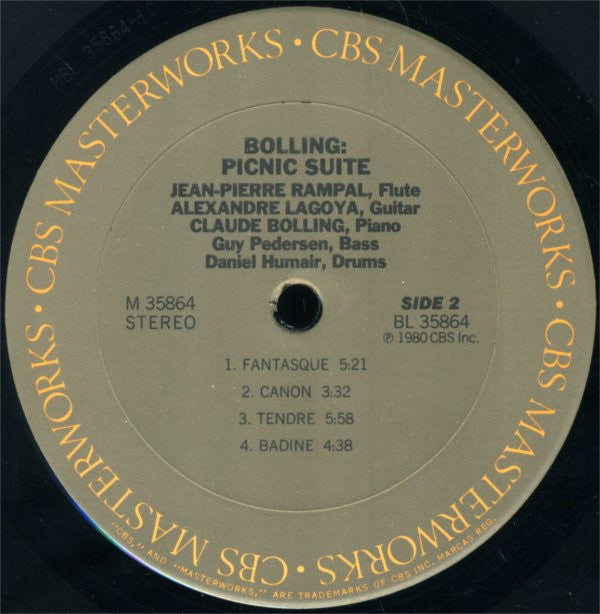 MBL 35864-1C
CBS MASTERWORKS • CBS MASTERWORKS • CBS MASTERWORKS • CBS MASTERWORKS •
BOLLING:
PICNIC SUITE
JEAN-PIERRE RAMPAL, Flute
ALEXANDRE LAGOYA, Guitar
CLAUDE BOLLING, Piano
Guy Pedersen, Bass
Daniel Humair, Drums
M 35864
STEREO
SIDE 2
BL 35864
℗ 1980 CBS Inc.
1. FANTASQUE 5:21
2. CANON 3:32
3. TENDRE 5:58
4. BADINE 4:38
"CBS," AND "MASTERWORKS," ARE TRADEMARKS OF CBS INC. MARCAS REG.